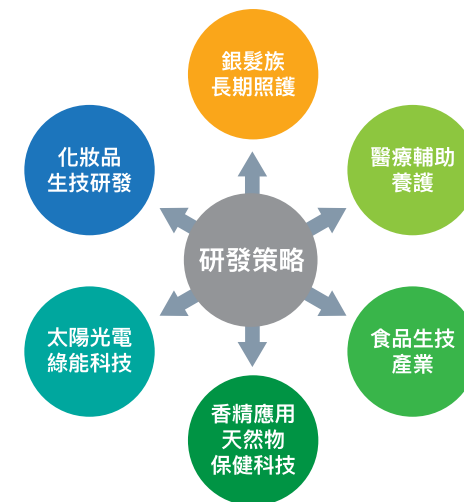 銀髮族
長期照護
化妝品
生技研發
醫療輔助
養護
研發策略
太陽光電
綠能科技
食品生技
產業
香精應用
天然物
保健科技